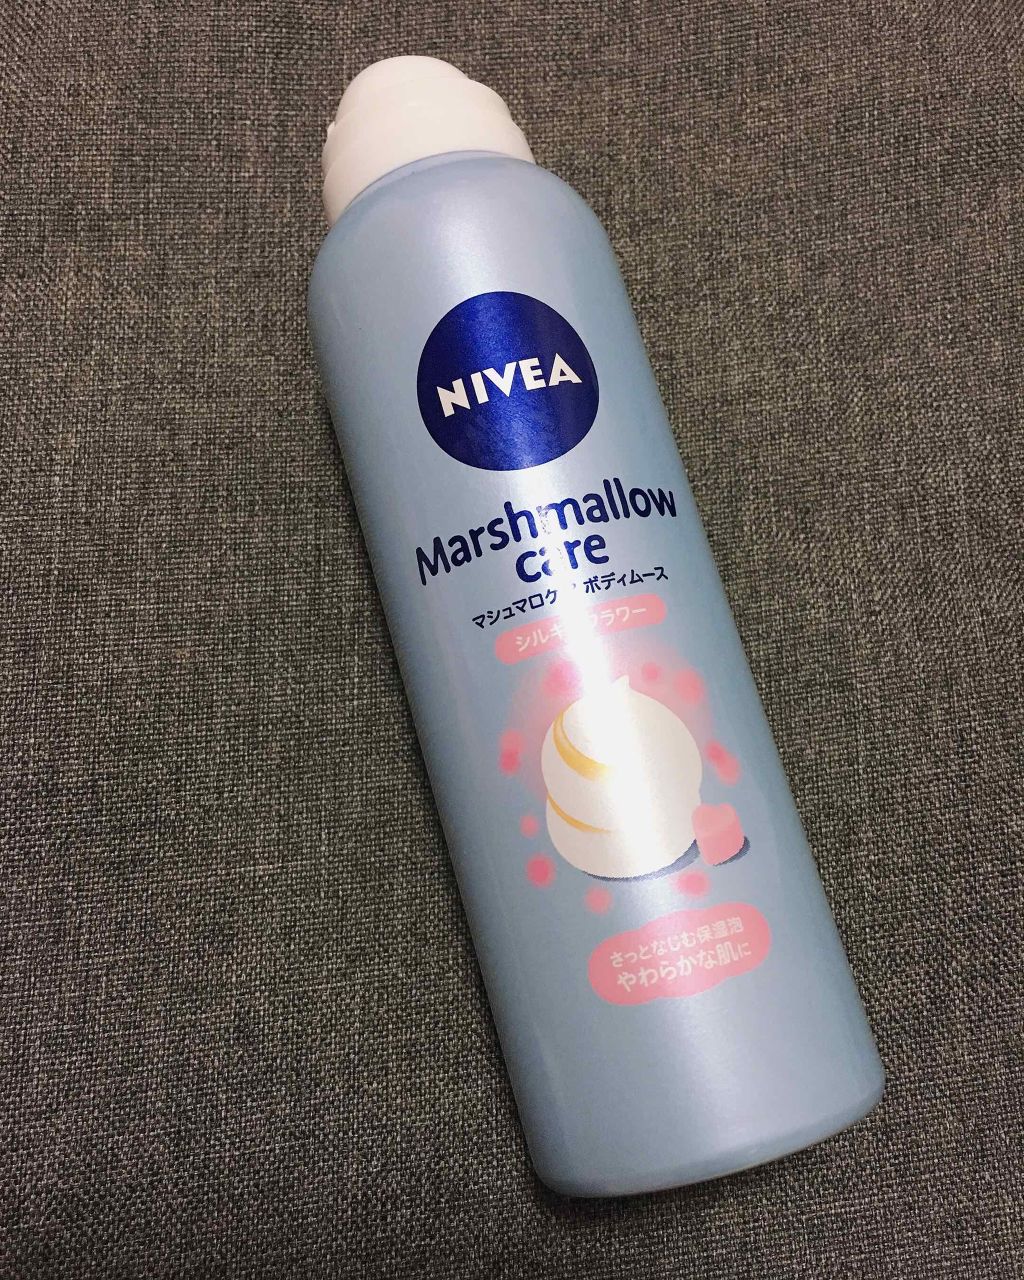 NIVEA
Marshmallow
care
マシュマロケア ボディムース
シルキーフラワー
さっとなじむ保湿泡
やわらかな肌に